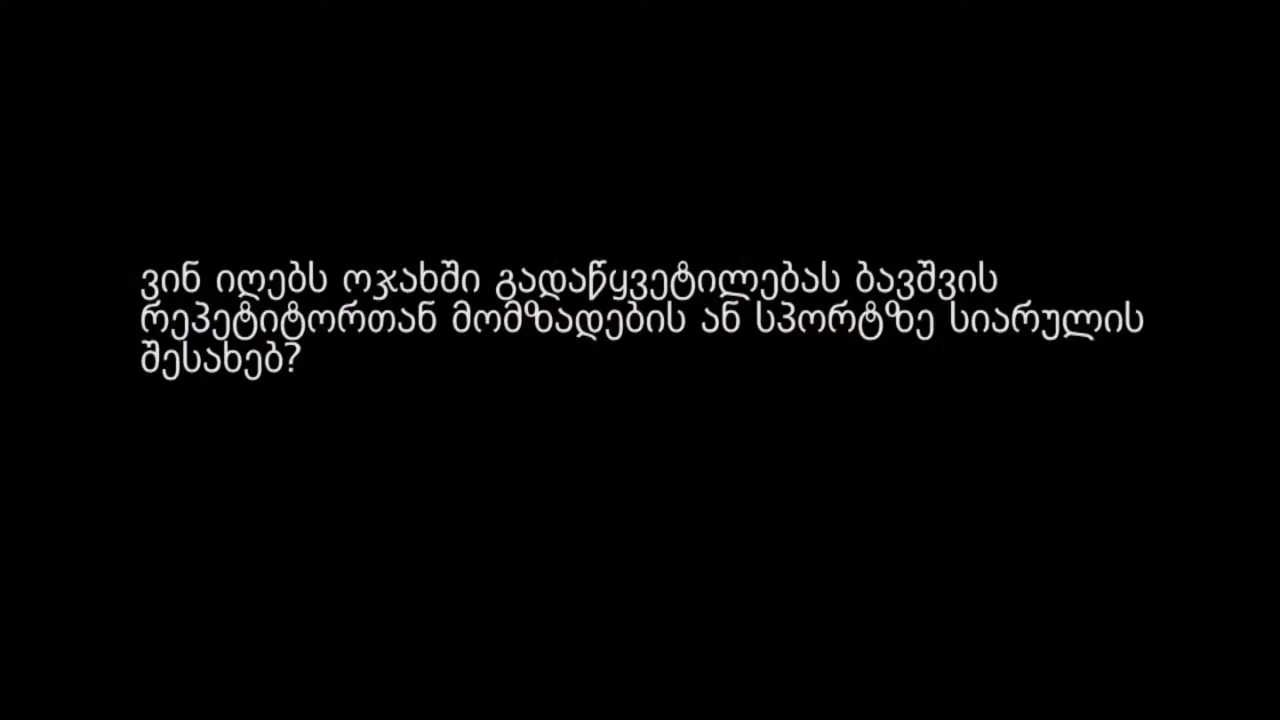 ვინ იღებს ოჯახში გადაწყვეტილებას ბავშვის
რეპეტიტორთან მომზადების ან სპორტზე სიარულის
შესახებ?